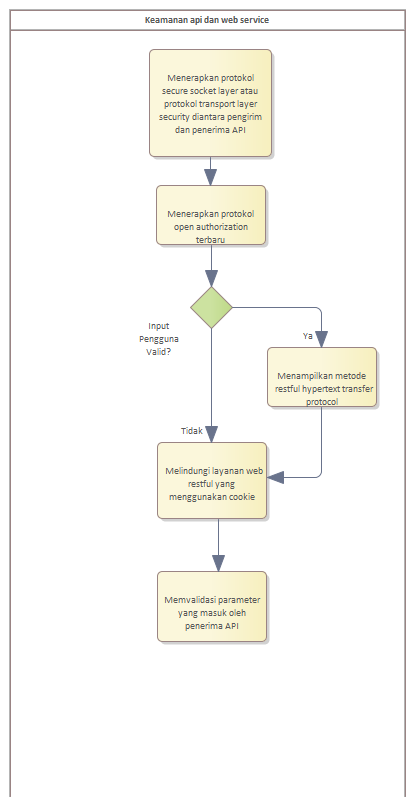 Keamanan api dan web service
Menerapkan protokol
secure socket layer atau
protokol transport layer
security diantara pengirim
dan penerima API
Menerapkan protokol
open authorization
terbaru
Input
Pengguna
Valid?
Ya
Menampilkan metode
restful hypertext transfer
protocol
Tidak
Melindungi layanan web
restful yang
menggunakan cookie
Memvalidasi parameter
yang masuk oleh
penerima API